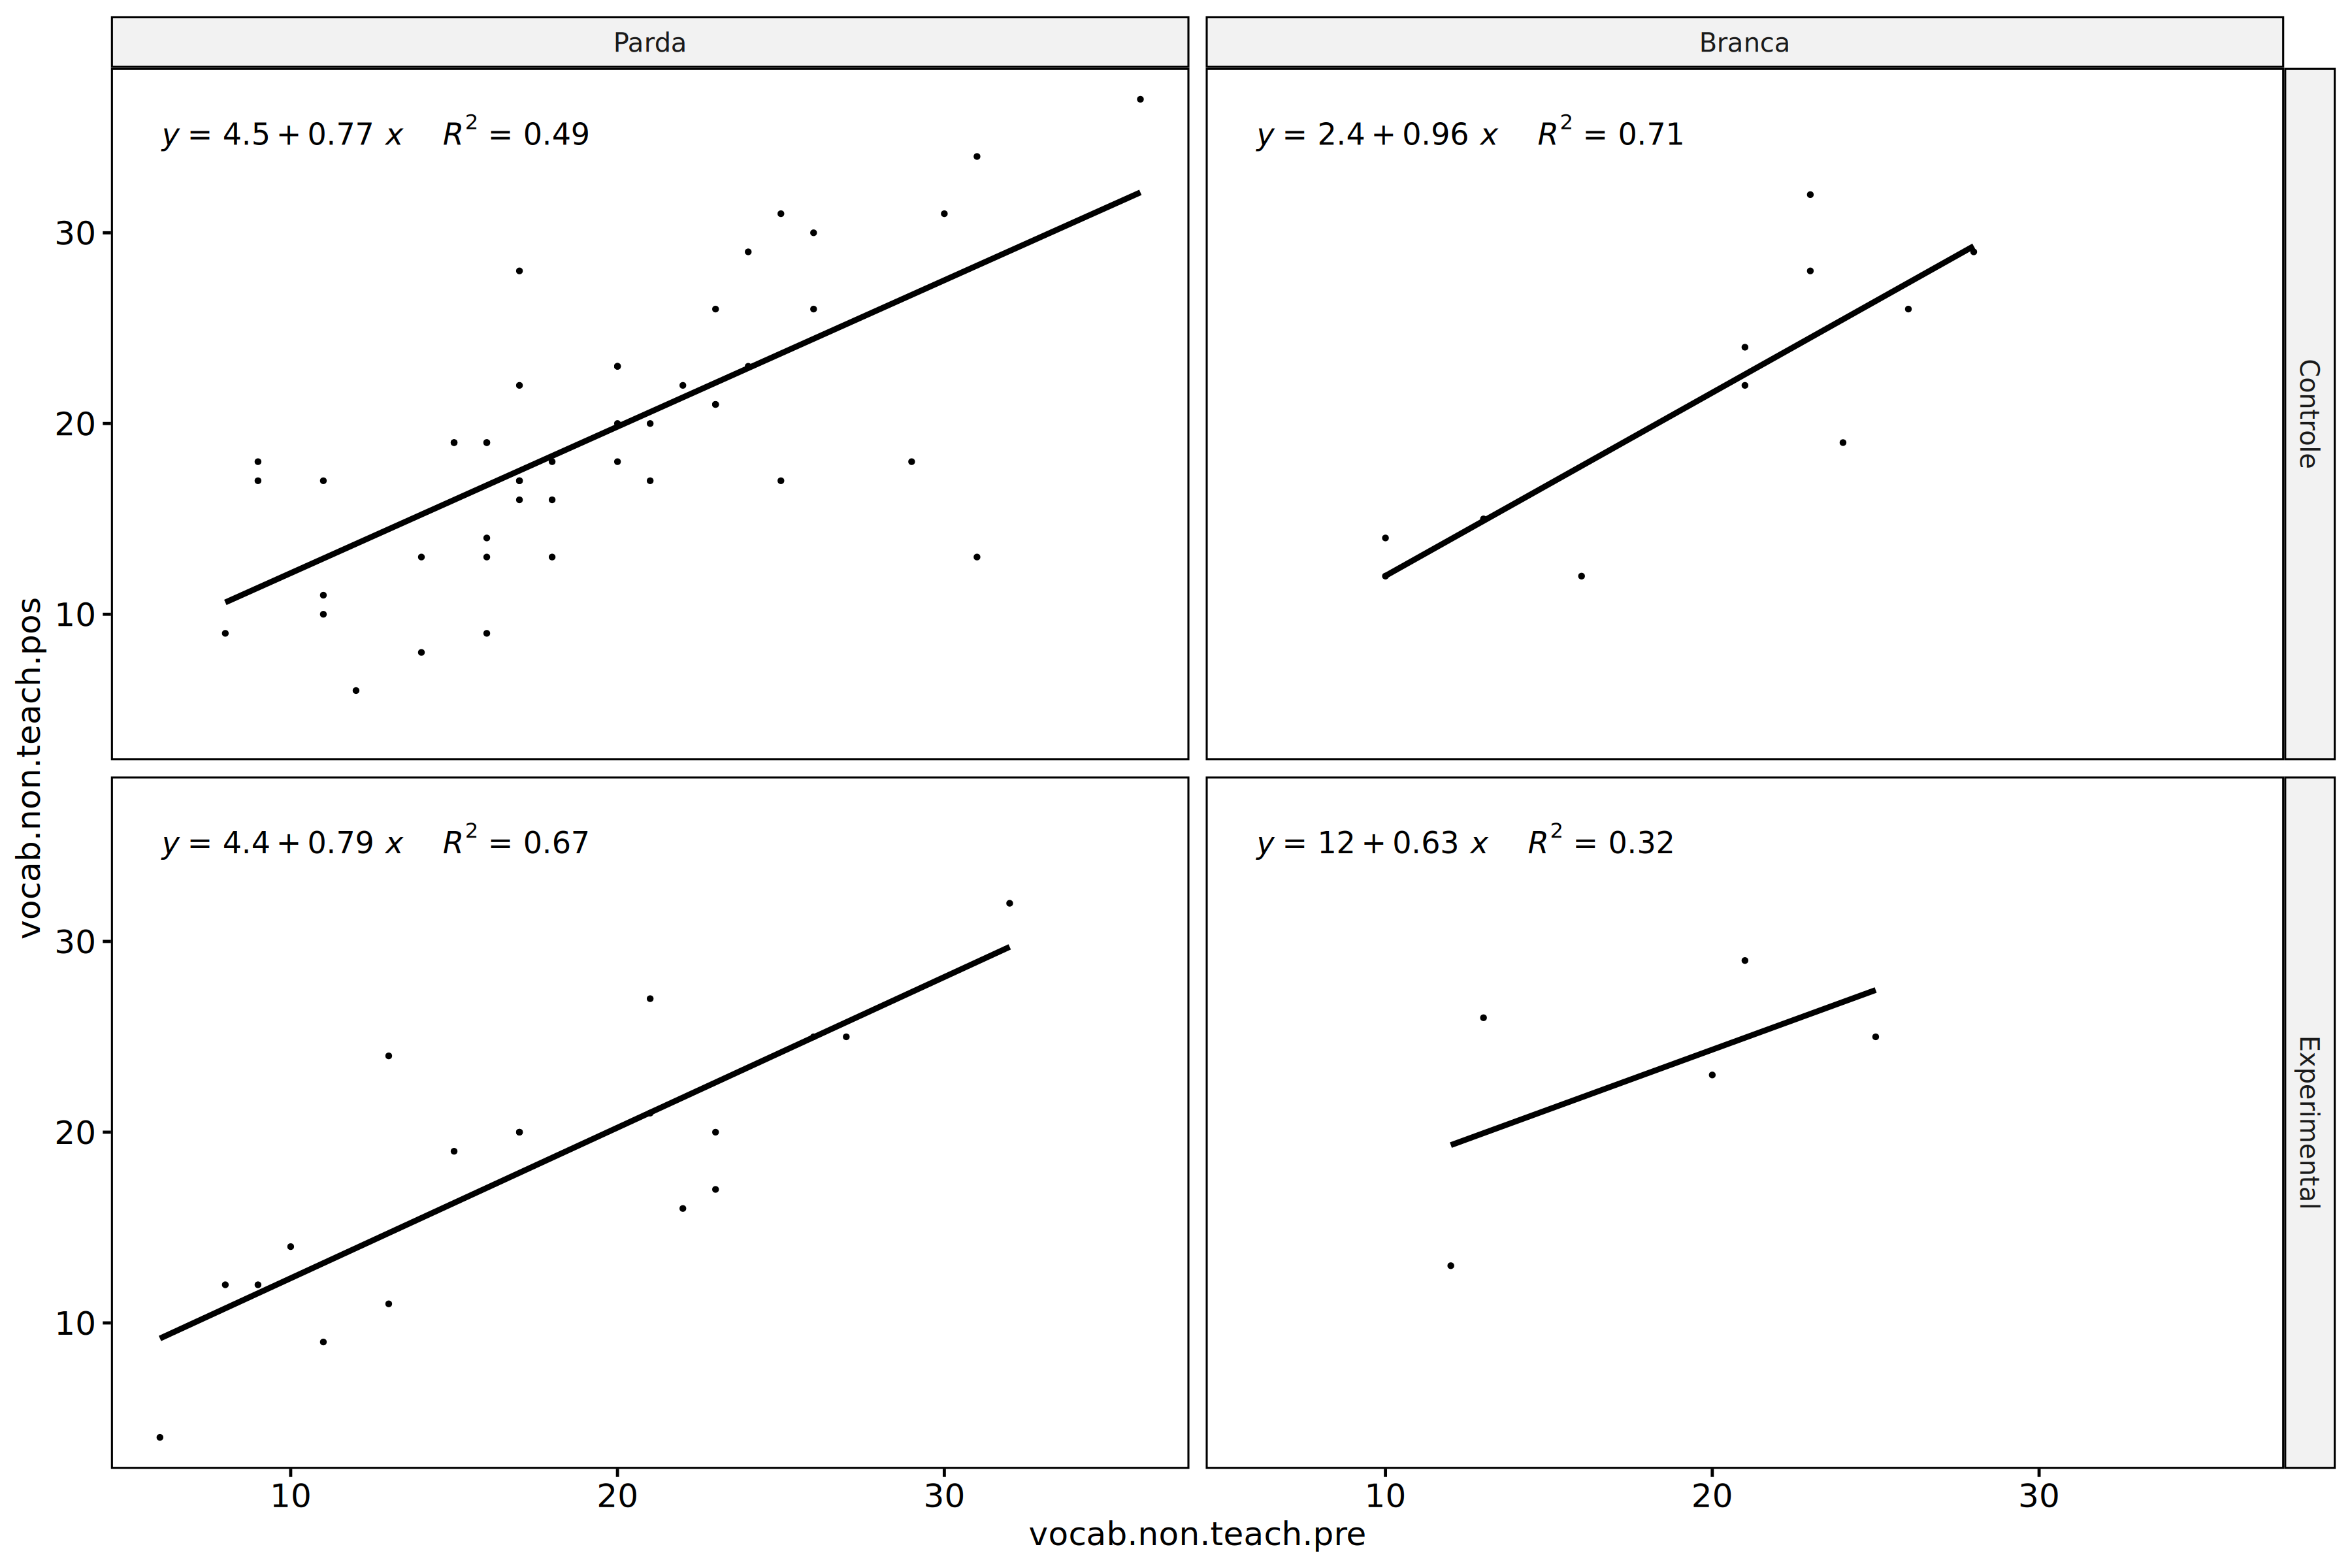 Parda
Branca
y = 4.5 + 0.77 x R² = 0.49
y = 2.4 + 0.96 x R² = 0.71
Controle
30
20
10
vocab.non.teach.pos
y = 4.4 + 0.79 x R² = 0.67
y = 12 + 0.63 x R² = 0.32
Experimental
30
20
10
10 20 30
10 20 30
vocab.non.teach.pre